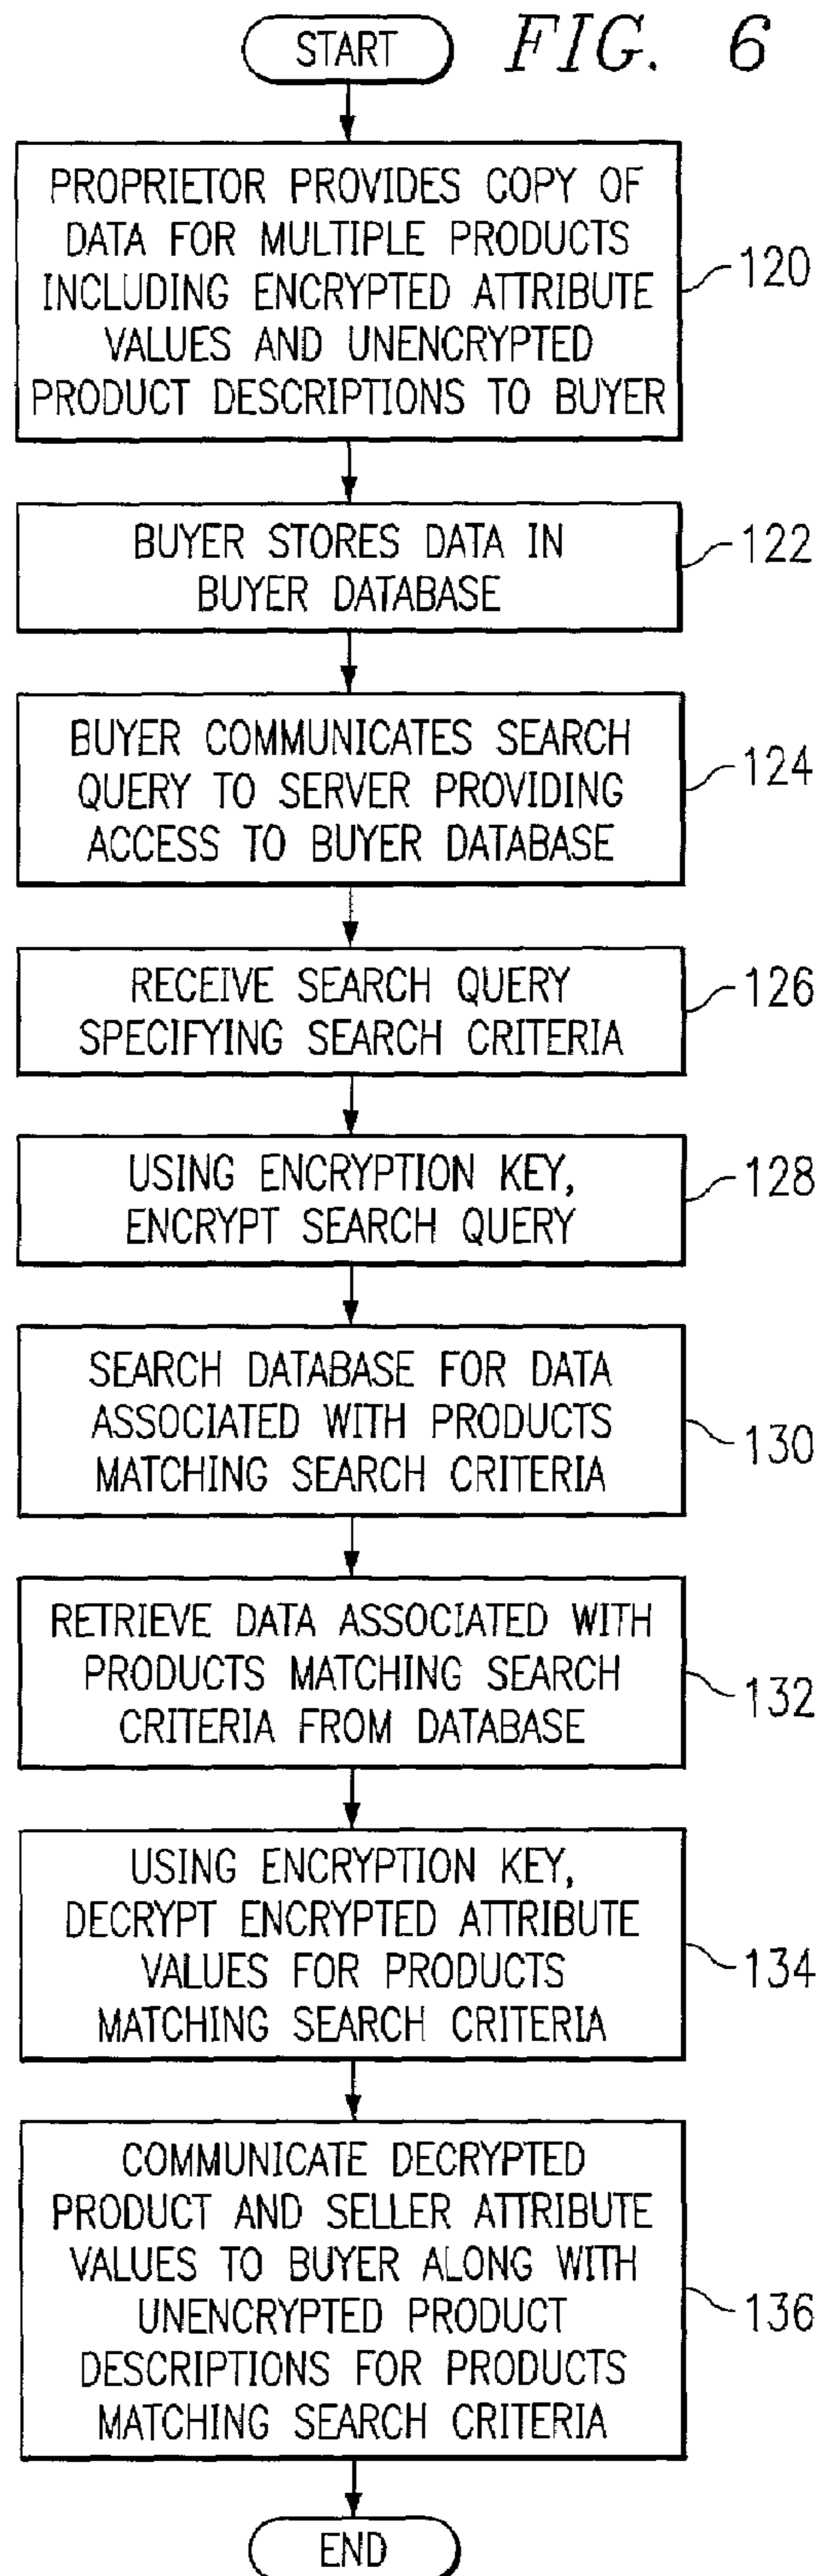 START FIG. 6
PROPRIETOR PROVIDES COPY OF
DATA FOR MULTIPLE PRODUCTS
INCLUDING ENCRYPTED ATTRIBUTE
VALUES AND UNENCRYPTED
PRODUCT DESCRIPTIONS TO BUYER
120
BUYER STORES DATA IN
BUYER DATABASE
122
BUYER COMMUNICATES SEARCH
QUERY TO SERVER PROVIDING
ACCESS TO BUYER DATABASE
124
RECEIVE SEARCH QUERY
SPECIFYING SEARCH CRITERIA
126
USING ENCRYPTION KEY,
ENCRYPT SEARCH QUERY
128
SEARCH DATABASE FOR DATA
ASSOCIATED WITH PRODUCTS
MATCHING SEARCH CRITERIA
130
RETRIEVE DATA ASSOCIATED WITH
PRODUCTS MATCHING SEARCH
CRITERIA FROM DATABASE
132
USING ENCRYPTION KEY,
DECRYPT ENCRYPTED ATTRIBUTE
VALUES FOR PRODUCTS
MATCHING SEARCH CRITERIA
134
COMMUNICATE DECRYPTED
PRODUCT AND SELLER ATTRIBUTE
VALUES TO BUYER ALONG WITH
UNENCRYPTED PRODUCT
DESCRIPTIONS FOR PRODUCTS
MATCHING SEARCH CRITERIA
136
END